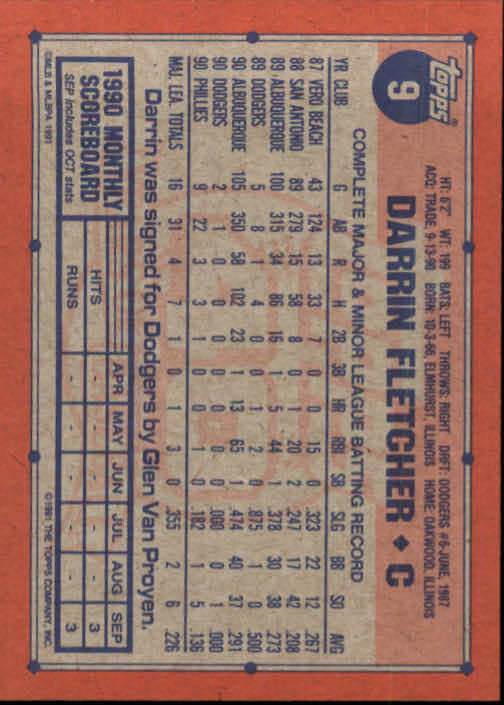 topps®
9
DARRIN FLETCHER ♦ C
HT: 6'2" WT: 199 BATS: LEFT THROWS: RIGHT DRFT: DODGERS #6-JUNE, 1987
ACQ: TRADE, 9-13-90 BORN: 10-3-66, ELMHURST, ILLINOIS HOME: OAKWOOD, ILLINOIS
COMPLETE MAJOR & MINOR LEAGUE BATTING RECORD
YR CLUB G AB R H 2B 3B HR RBI SB SLG BB SO AVG
87 VERO BEACH 43 124 13 33 7 0 0 15 0 .323 22 12 .267
88 SAN ANTONIO 89 279 15 58 8 0 1 20 2 .247 17 42 .208
89 ALBUQUERQUE 100 315 34 86 16 1 5 44 1 .378 30 38 .273
89 DODGERS 5 8 1 4 0 0 1 2 0 .875 1 0 .500
90 ALBUQUERQUE 105 350 58 102 23 1 13 65 1 .474 40 37 .291
90 DODGERS 2 1 0 0 0 0 0 0 0 .000 0 1 .000
90 PHILLIES 9 22 3 3 1 0 0 1 0 .182 1 5 .136
MAJ. LEA. TOTALS 16 31 4 7 1 0 1 3 0 .355 2 6 .226
Darrin was signed for Dodgers by Glen Van Proyen.
1990 MONTHLY
SCOREBOARD
SEP includes OCT stats
APR MAY JUN JUL AUG SEP
HITS - - - - - 3
RUNS - - - - - 3
©MLB & MLBPA 1991
©1991 THE TOPPS COMPANY, INC.